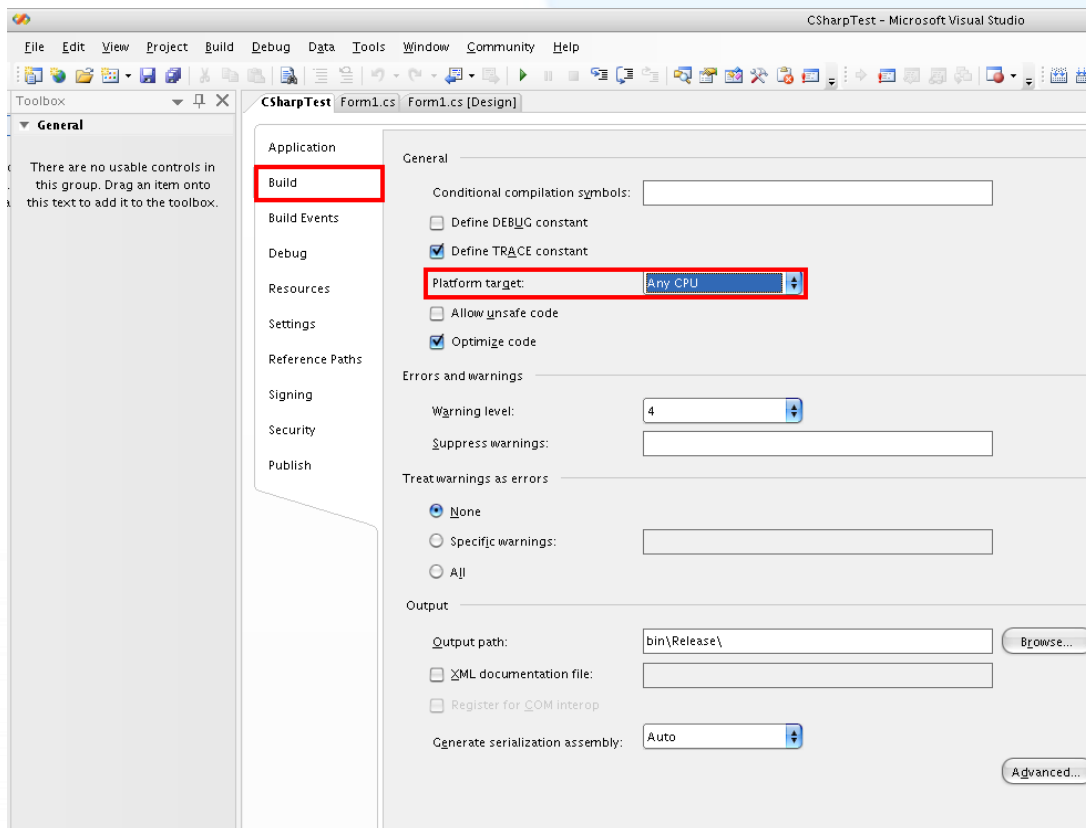 CSharpTest - Microsoft Visual Studio
File Edit View Project Build Debug Data Tools Window Community Help
Toolbox
CSharpTest Form1.cs Form1.cs [Design]
General
There are no usable controls in
this group. Drag an item onto
this text to add it to the toolbox.
Application
Build
Build Events
Debug
Resources
Settings
Reference Paths
Signing
Security
Publish
General
Conditional compilation symbols:
Define DEBUG constant
Define TRACE constant
Platform target: Any CPU
Allow unsafe code
Optimize code
Errors and warnings
Warning level: 4
Suppress warnings:
Treat warnings as errors
None
Specific warnings:
All
Output
Output path: bin\Release\ Browse...
XML documentation file:
Register for COM interop
Generate serialization assembly: Auto
Advanced...